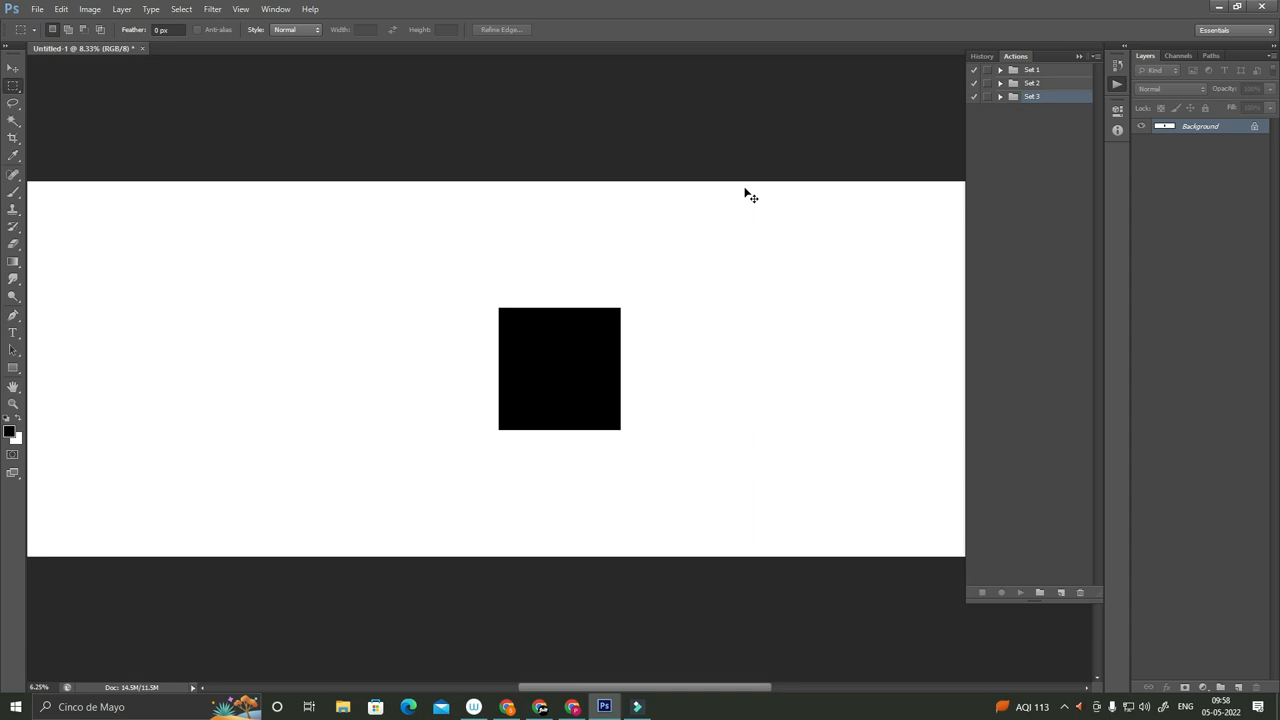 Ps File Edit Image Layer Type Select Filter View Window Help
Feather: 0 px Anti-alias Style: Normal Width: Height: Refine Edge... Essentials
Untitled-1 @ 8.33% (RGB/8) * ×
History Actions
Set 1
Set 2
Set 3
Layers Channels Paths
Kind
Normal Opacity: 100%
Lock: Fill: 100%
Background
6.25% Doc: 14.5M/11.5M
Cinco de Mayo
AQI 113 ENG 09:58
05-05-2022